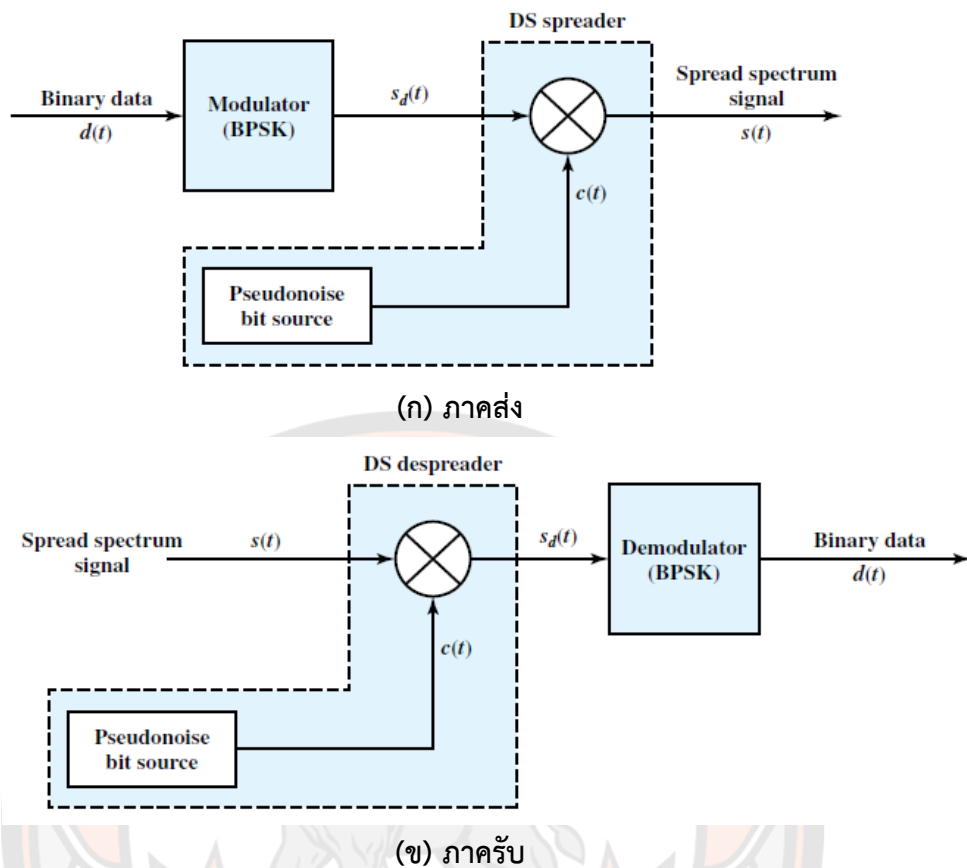 DS spreader
Binary data
d(t)
Modulator
(BPSK)
s_d(t)
Spread spectrum
signal
s(t)
c(t)
Pseudonoise
bit source
(ก) ภาคส่ง
DS despreader
Spread spectrum
signal
s(t)
s_d(t)
Demodulator
(BPSK)
Binary data
d(t)
c(t)
Pseudonoise
bit source
(ข) ภาครับ